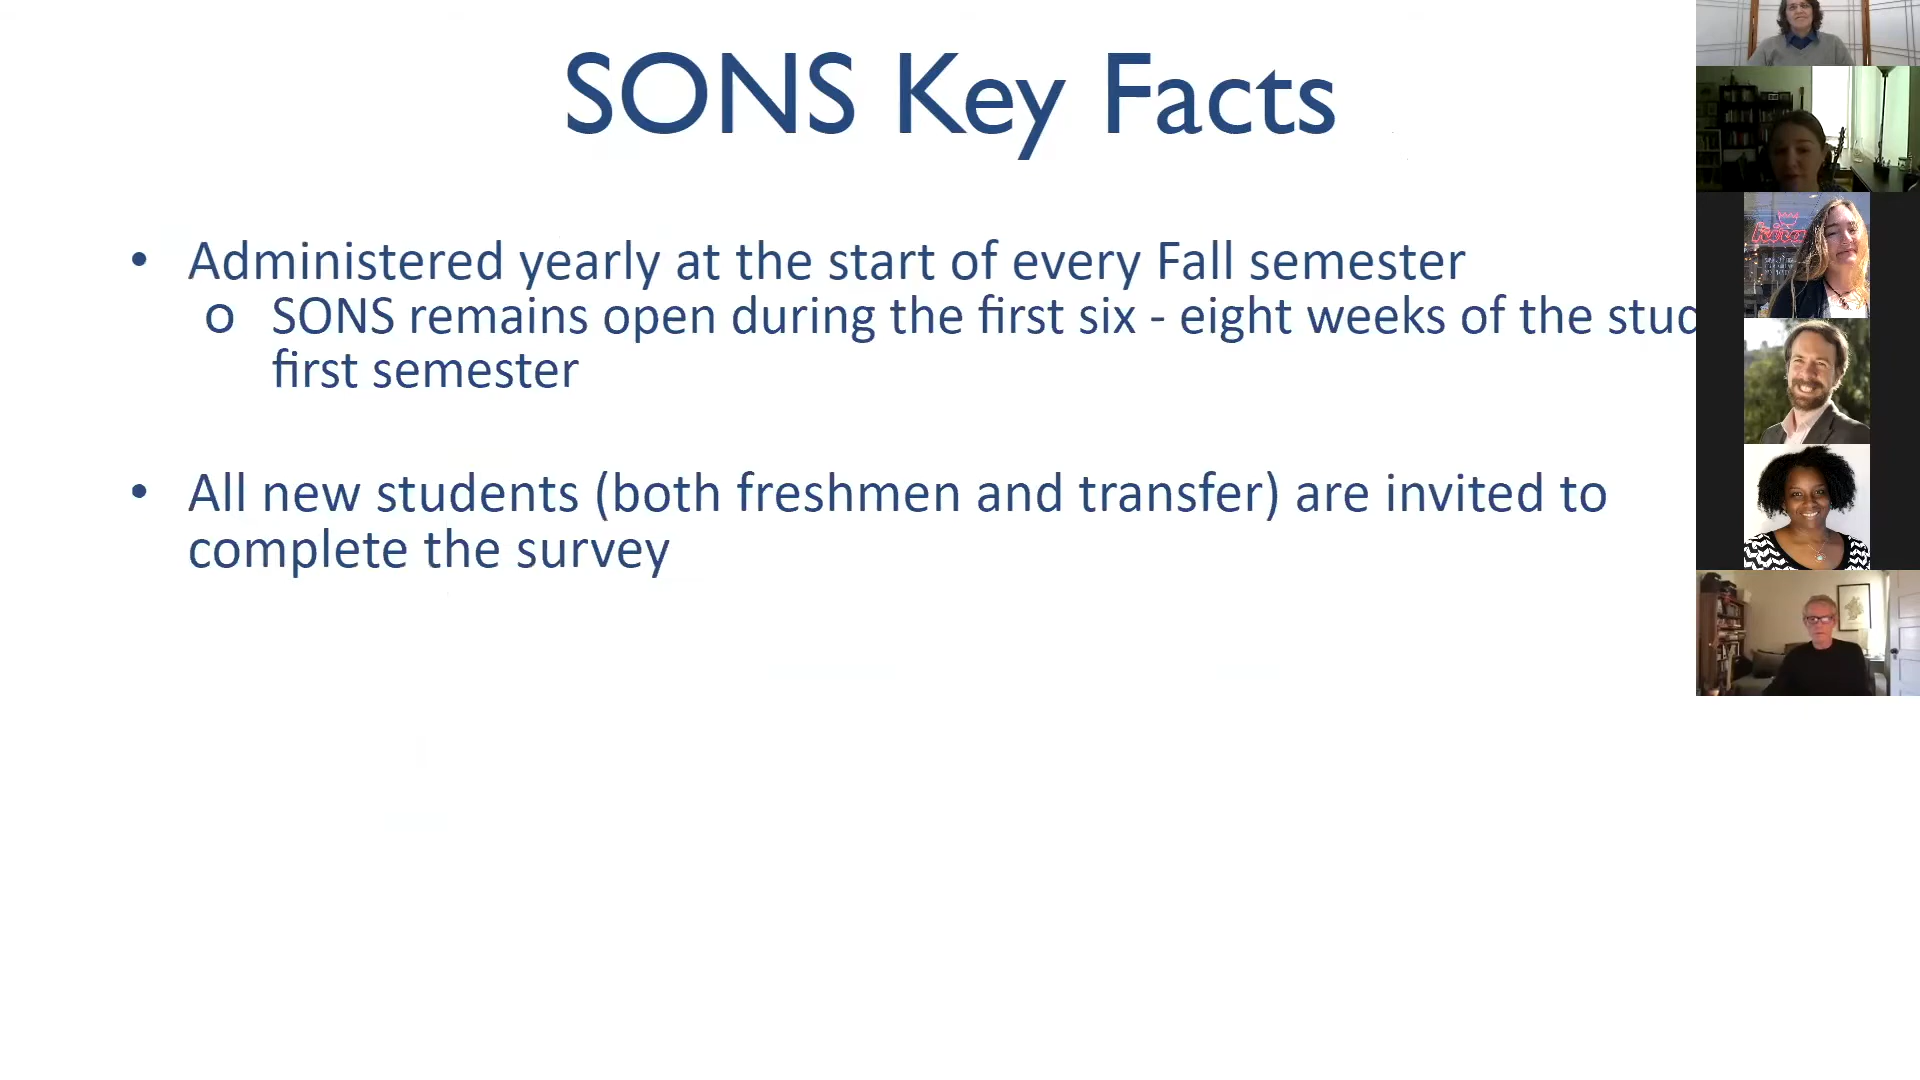 SONS Key Facts
• Administered yearly at the start of every Fall semester
o SONS remains open during the first six - eight weeks of the
first semester
• All new students (both freshmen and transfer) are invited to
complete the survey